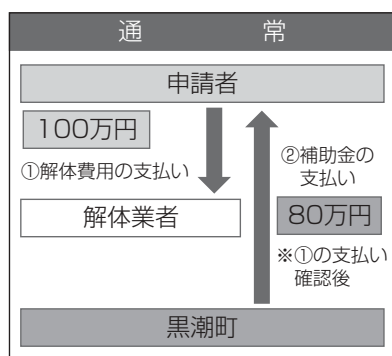 通常
申請者
100万円
①解体費用の支払い
②補助金の
支払い
解体業者
80万円
※①の支払い
確認後
黒潮町